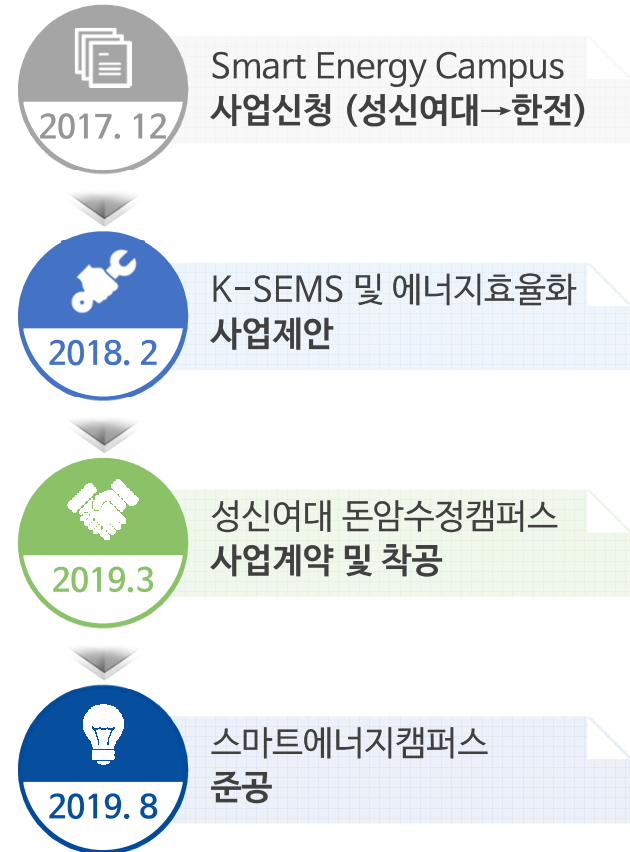 2017. 12
Smart Energy Campus
사업신청 (성신여대→한전)
2018. 2
K-SEMS 및 에너지효율화
사업제안
2019.3
성신여대 돈암수정캠퍼스
사업계약 및 착공
2019. 8
스마트에너지캠퍼스
준공